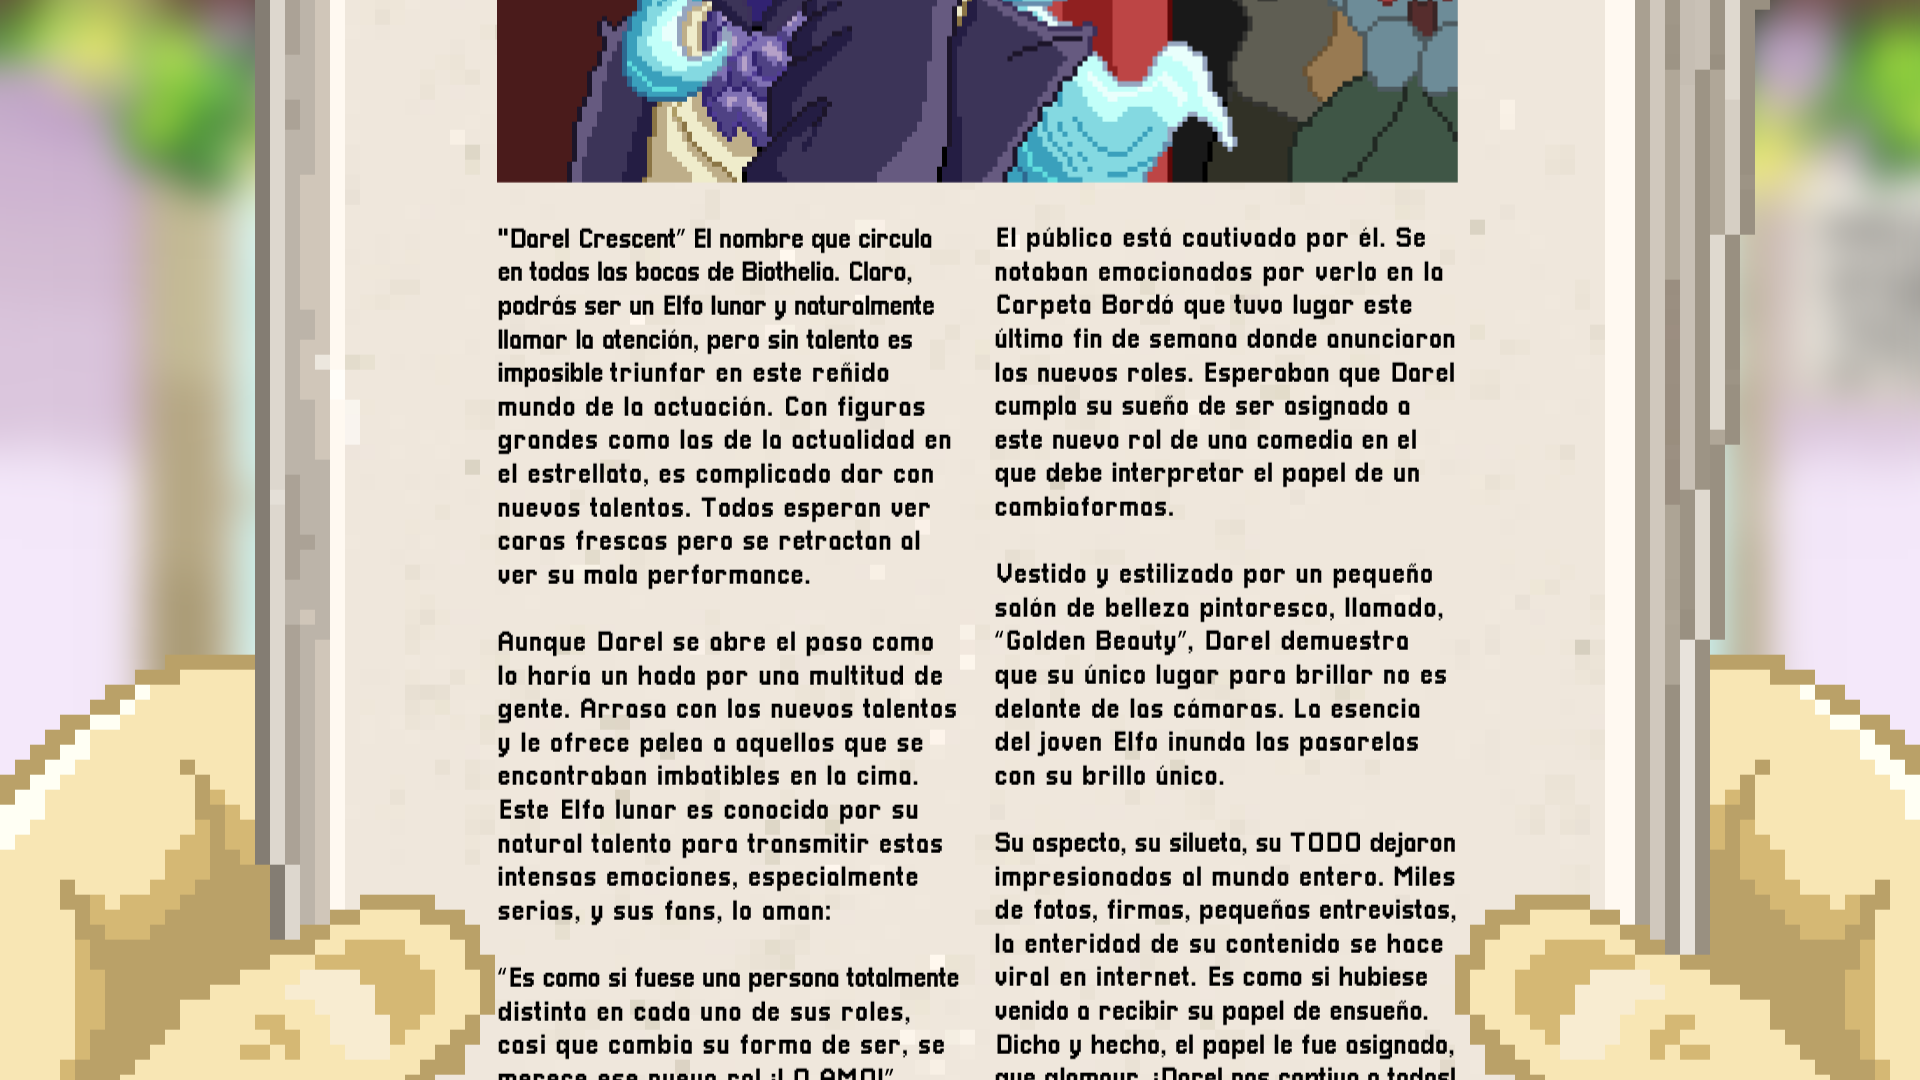 "Darel Crescent” El nombre que circula
en todas las bocas de Biothelia. Claro,
podrás ser un Elfo lunar y naturalmente
llamar la atención, pero sin talento es
imposible triunfar en este reñido
mundo de la actuación. Con figuras
grandes como las de la actualidad en
el estrellato, es complicado dar con
nuevos talentos. Todos esperan ver
caras frescas pero se retractan al
ver su mala performance.
Aunque Darel se abre el paso como
lo haría un hada por una multitud de
gente. Arrasa con los nuevos talentos
y le ofrece pelea a aquellos que se
encontraban imbatibles en la cima.
Este Elfo lunar es conocido por su
natural talento para transmitir estas
intensas emociones, especialmente
serias, y sus fans, lo aman:
“Es como si fuese una persona totalmente
distinta en cada uno de sus roles,
casi que cambia su forma de ser, se
merece ese nuevo rol ¡LO AMO!”
El público está cautivado por él. Se
notaban emocionados por verlo en la
Carpeta Bordó que tuvo lugar este
último fin de semana donde anunciaron
los nuevos roles. Esperaban que Darel
cumpla su sueño de ser asignado a
este nuevo rol de una comedia en el
que debe interpretar el papel de un
cambiaformas.
Vestido y estilizado por un pequeño
salón de belleza pintoresco, llamado,
“Golden Beauty”, Darel demuestra
que su único lugar para brillar no es
delante de las cámaras. La esencia
del joven Elfo inunda las pasarelas
con su brillo único.
Su aspecto, su silueta, su TODO dejaron
impresionados al mundo entero. Miles
de fotos, firmas, pequeñas entrevistas,
la enteridad de su contenido se hace
viral en internet. Es como si hubiese
venido a recibir su papel de ensueño.
Dicho y hecho, el papel le fue asignado,
que glamour, ¡Darel nos cautiva a todos!